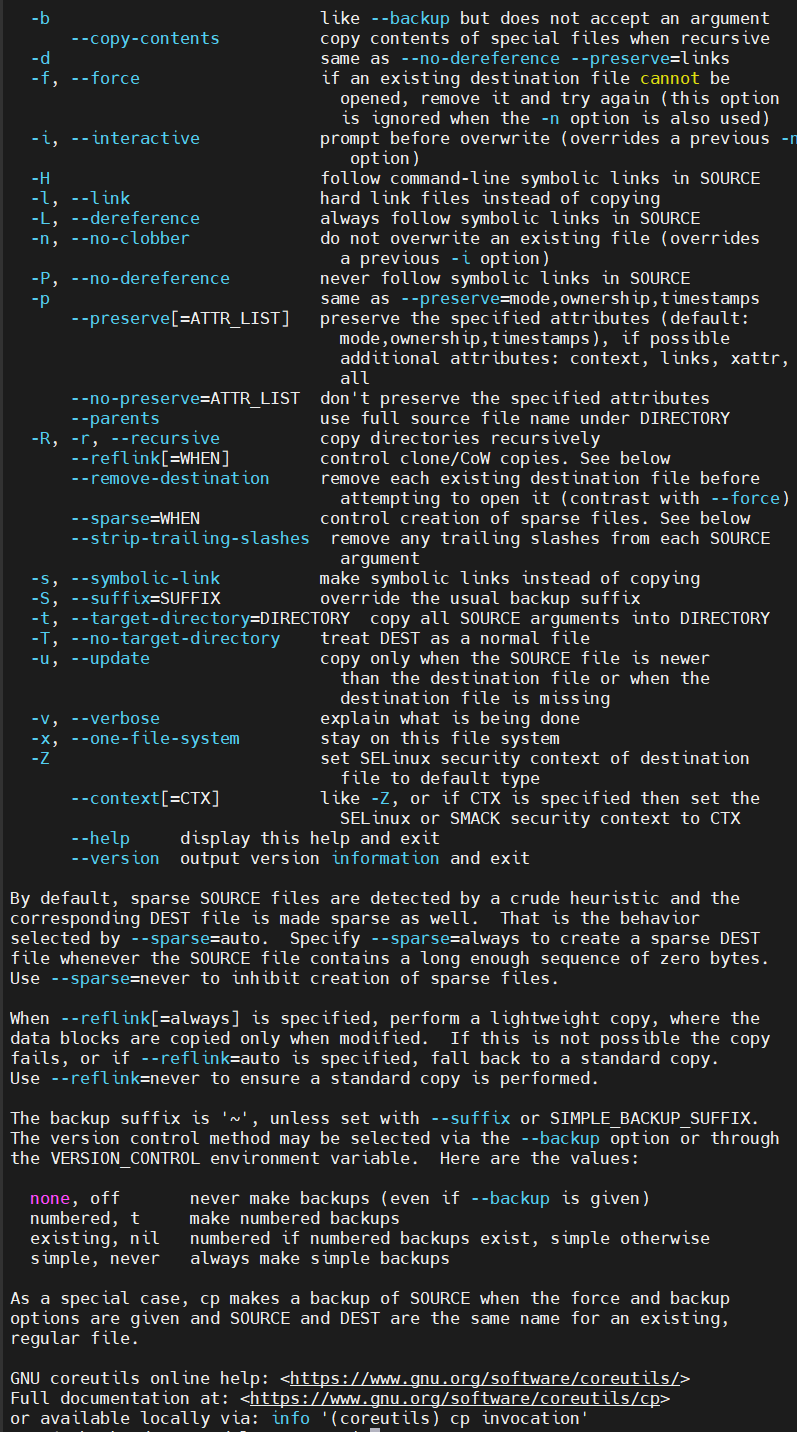 -b                           like --backup but does not accept an argument
    --copy-contents          copy contents of special files when recursive
-d                           same as --no-dereference --preserve=links
-f, --force                  if an existing destination file cannot be
                               opened, remove it and try again (this option
                               is ignored when the -n option is also used)
-i, --interactive            prompt before overwrite (overrides a previous -n
                                option)
-H                           follow command-line symbolic links in SOURCE
-l, --link                   hard link files instead of copying
-L, --dereference            always follow symbolic links in SOURCE
-n, --no-clobber             do not overwrite an existing file (overrides
                               a previous -i option)
-P, --no-dereference         never follow symbolic links in SOURCE
-p                           same as --preserve=mode,ownership,timestamps
    --preserve[=ATTR_LIST]   preserve the specified attributes (default:
                               mode,ownership,timestamps), if possible
                               additional attributes: context, links, xattr,
                               all
    --no-preserve=ATTR_LIST  don't preserve the specified attributes
    --parents                use full source file name under DIRECTORY
-R, -r, --recursive          copy directories recursively
    --reflink[=WHEN]         control clone/CoW copies. See below
    --remove-destination     remove each existing destination file before
                               attempting to open it (contrast with --force)
    --sparse=WHEN            control creation of sparse files. See below
    --strip-trailing-slashes  remove any trailing slashes from each SOURCE
                               argument
-s, --symbolic-link          make symbolic links instead of copying
-S, --suffix=SUFFIX          override the usual backup suffix
-t, --target-directory=DIRECTORY  copy all SOURCE arguments into DIRECTORY
-T, --no-target-directory    treat DEST as a normal file
-u, --update                 copy only when the SOURCE file is newer
                               than the destination file or when the
                               destination file is missing
-v, --verbose                explain what is being done
-x, --one-file-system        stay on this file system
-Z                           set SELinux security context of destination
                               file to default type
    --context[=CTX]          like -Z, or if CTX is specified then set the
                               SELinux or SMACK security context to CTX
    --help     display this help and exit
    --version  output version information and exit

By default, sparse SOURCE files are detected by a crude heuristic and the
corresponding DEST file is made sparse as well.  That is the behavior
selected by --sparse=auto.  Specify --sparse=always to create a sparse DEST
file whenever the SOURCE file contains a long enough sequence of zero bytes.
Use --sparse=never to inhibit creation of sparse files.

When --reflink[=always] is specified, perform a lightweight copy, where the
data blocks are copied only when modified.  If this is not possible the copy
fails, or if --reflink=auto is specified, fall back to a standard copy.
Use --reflink=never to ensure a standard copy is performed.

The backup suffix is '~', unless set with --suffix or SIMPLE_BACKUP_SUFFIX.
The version control method may be selected via the --backup option or through
the VERSION_CONTROL environment variable.  Here are the values:

  none, off       never make backups (even if --backup is given)
  numbered, t     make numbered backups
  existing, nil   numbered if numbered backups exist, simple otherwise
  simple, never   always make simple backups

As a special case, cp makes a backup of SOURCE when the force and backup
options are given and SOURCE and DEST are the same name for an existing,
regular file.

GNU coreutils online help: <https://www.gnu.org/software/coreutils/>
Full documentation at: <https://www.gnu.org/software/coreutils/cp>
or available locally via: info '(coreutils) cp invocation'